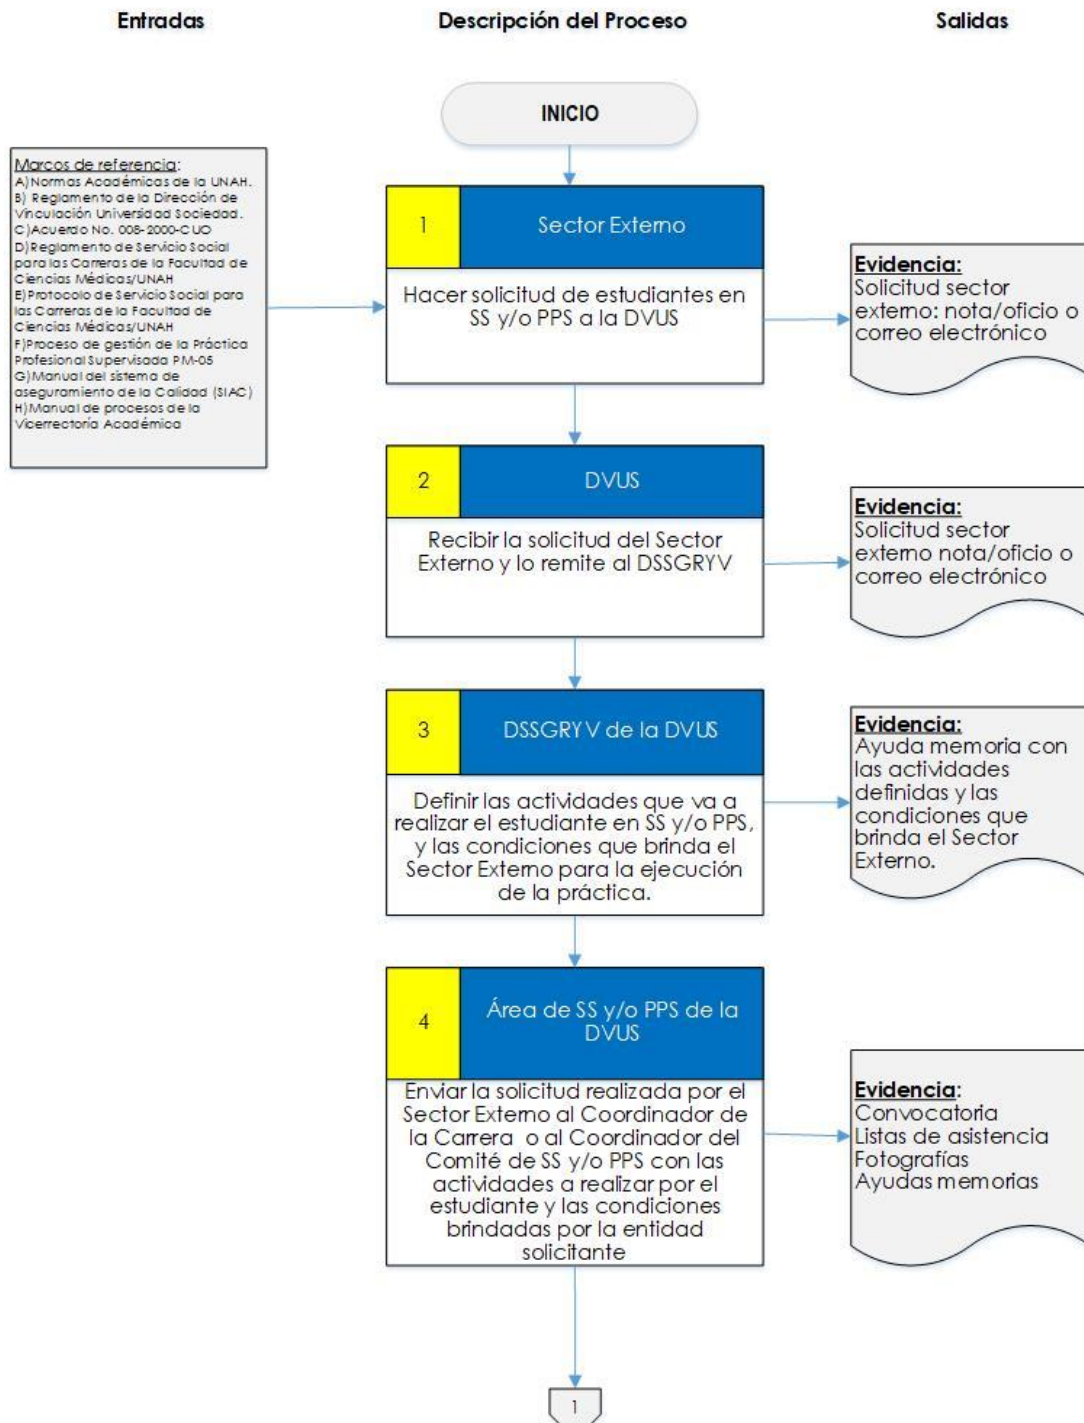 Entradas
Descripción del Proceso
Salidas
INICIO
Marcos de referencia:
A)Normas Académicas de la UNAH.
B) Reglamento de la Dirección de
Vinculación Universidad Sociedad.
C)Acuerdo No. 008-2000-CUO
D)Reglamento de Servicio Social
para las Carreras de la Facultad de
Ciencias Médicas/UNAH
E)Protocolo de Servicio Social para
las Carreras de la Facultad de
Ciencias Médicas/UNAH
F)Proceso de gestión de la Práctica
Profesional Supervisada PM-05
G)Manual del sistema de
aseguramiento de la Calidad (SIAC)
H)Manual de procesos de la
Vicerrectoría Académica
1
Sector Externo
Hacer solicitud de estudiantes en
SS y/o PPS a la DVUS
Evidencia:
Solicitud sector
externo: nota/oficio o
correo electrónico
2
DVUS
Recibir la solicitud del Sector
Externo y lo remite al DSSGRYV
Evidencia:
Solicitud sector
externo nota/oficio o
correo electrónico
3
DSSGRYV de la DVUS
Definir las actividades que va a
realizar el estudiante en SS y/o PPS,
y las condiciones que brinda el
Sector Externo para la ejecución
de la práctica.
Evidencia:
Ayuda memoria con
las actividades
definidas y las
condiciones que
brinda el Sector
Externo.
4
Área de SS y/o PPS de la
DVUS
Enviar la solicitud realizada por el
Sector Externo al Coordinador de
la Carrera o al Coordinador del
Comité de SS y/o PPS con las
actividades a realizar por el
estudiante y las condiciones
brindadas por la entidad
solicitante
Evidencia:
Convocatoria
Listas de asistencia
Fotografías
Ayudas memorias
1